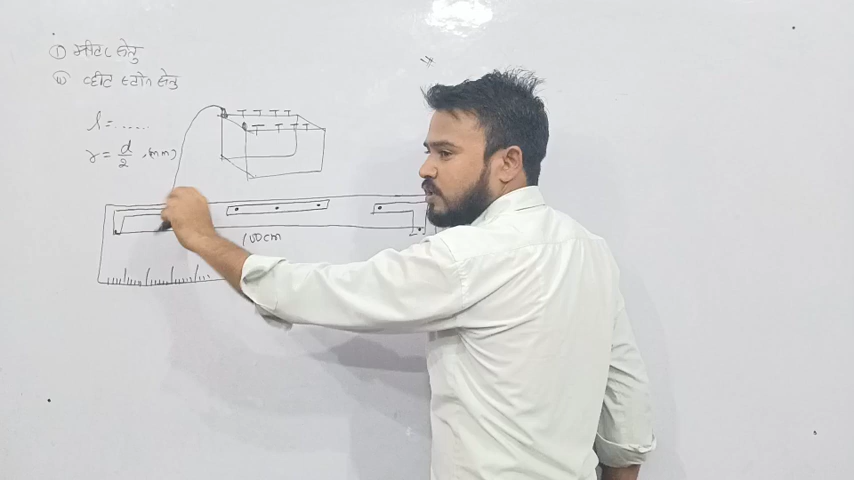 ① मीटर सेतु
② व्हीट स्टोन सेतु
l = .....
r = d/2 , (mm)
100cm